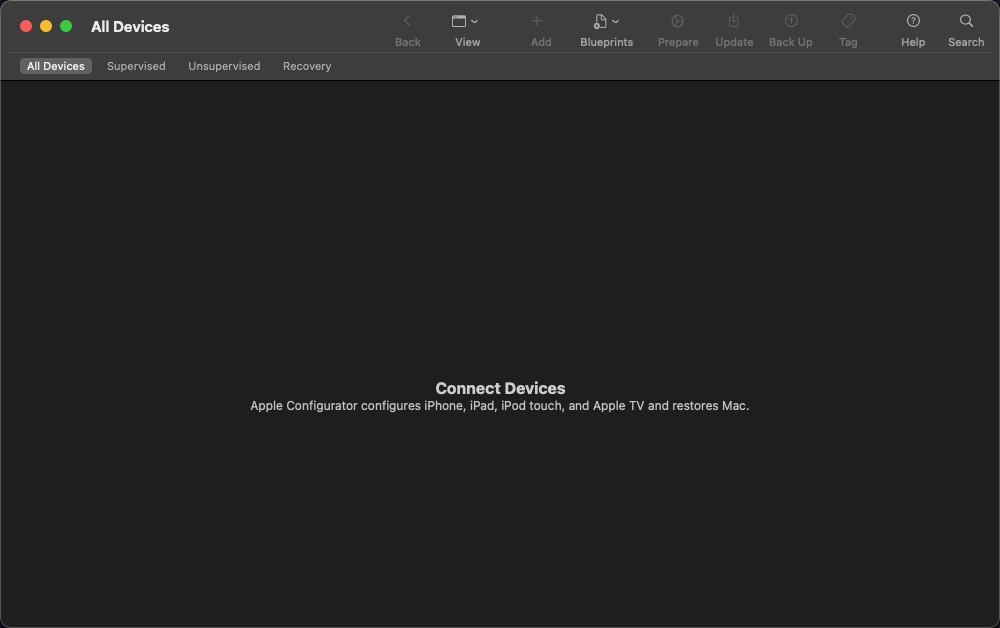 All Devices
Back
View
Add
Blueprints
Prepare
Update
Back Up
Tag
Help
Search
All Devices
Supervised
Unsupervised
Recovery
Connect Devices
Apple Configurator configures iPhone, iPad, iPod touch, and Apple TV and restores Mac.